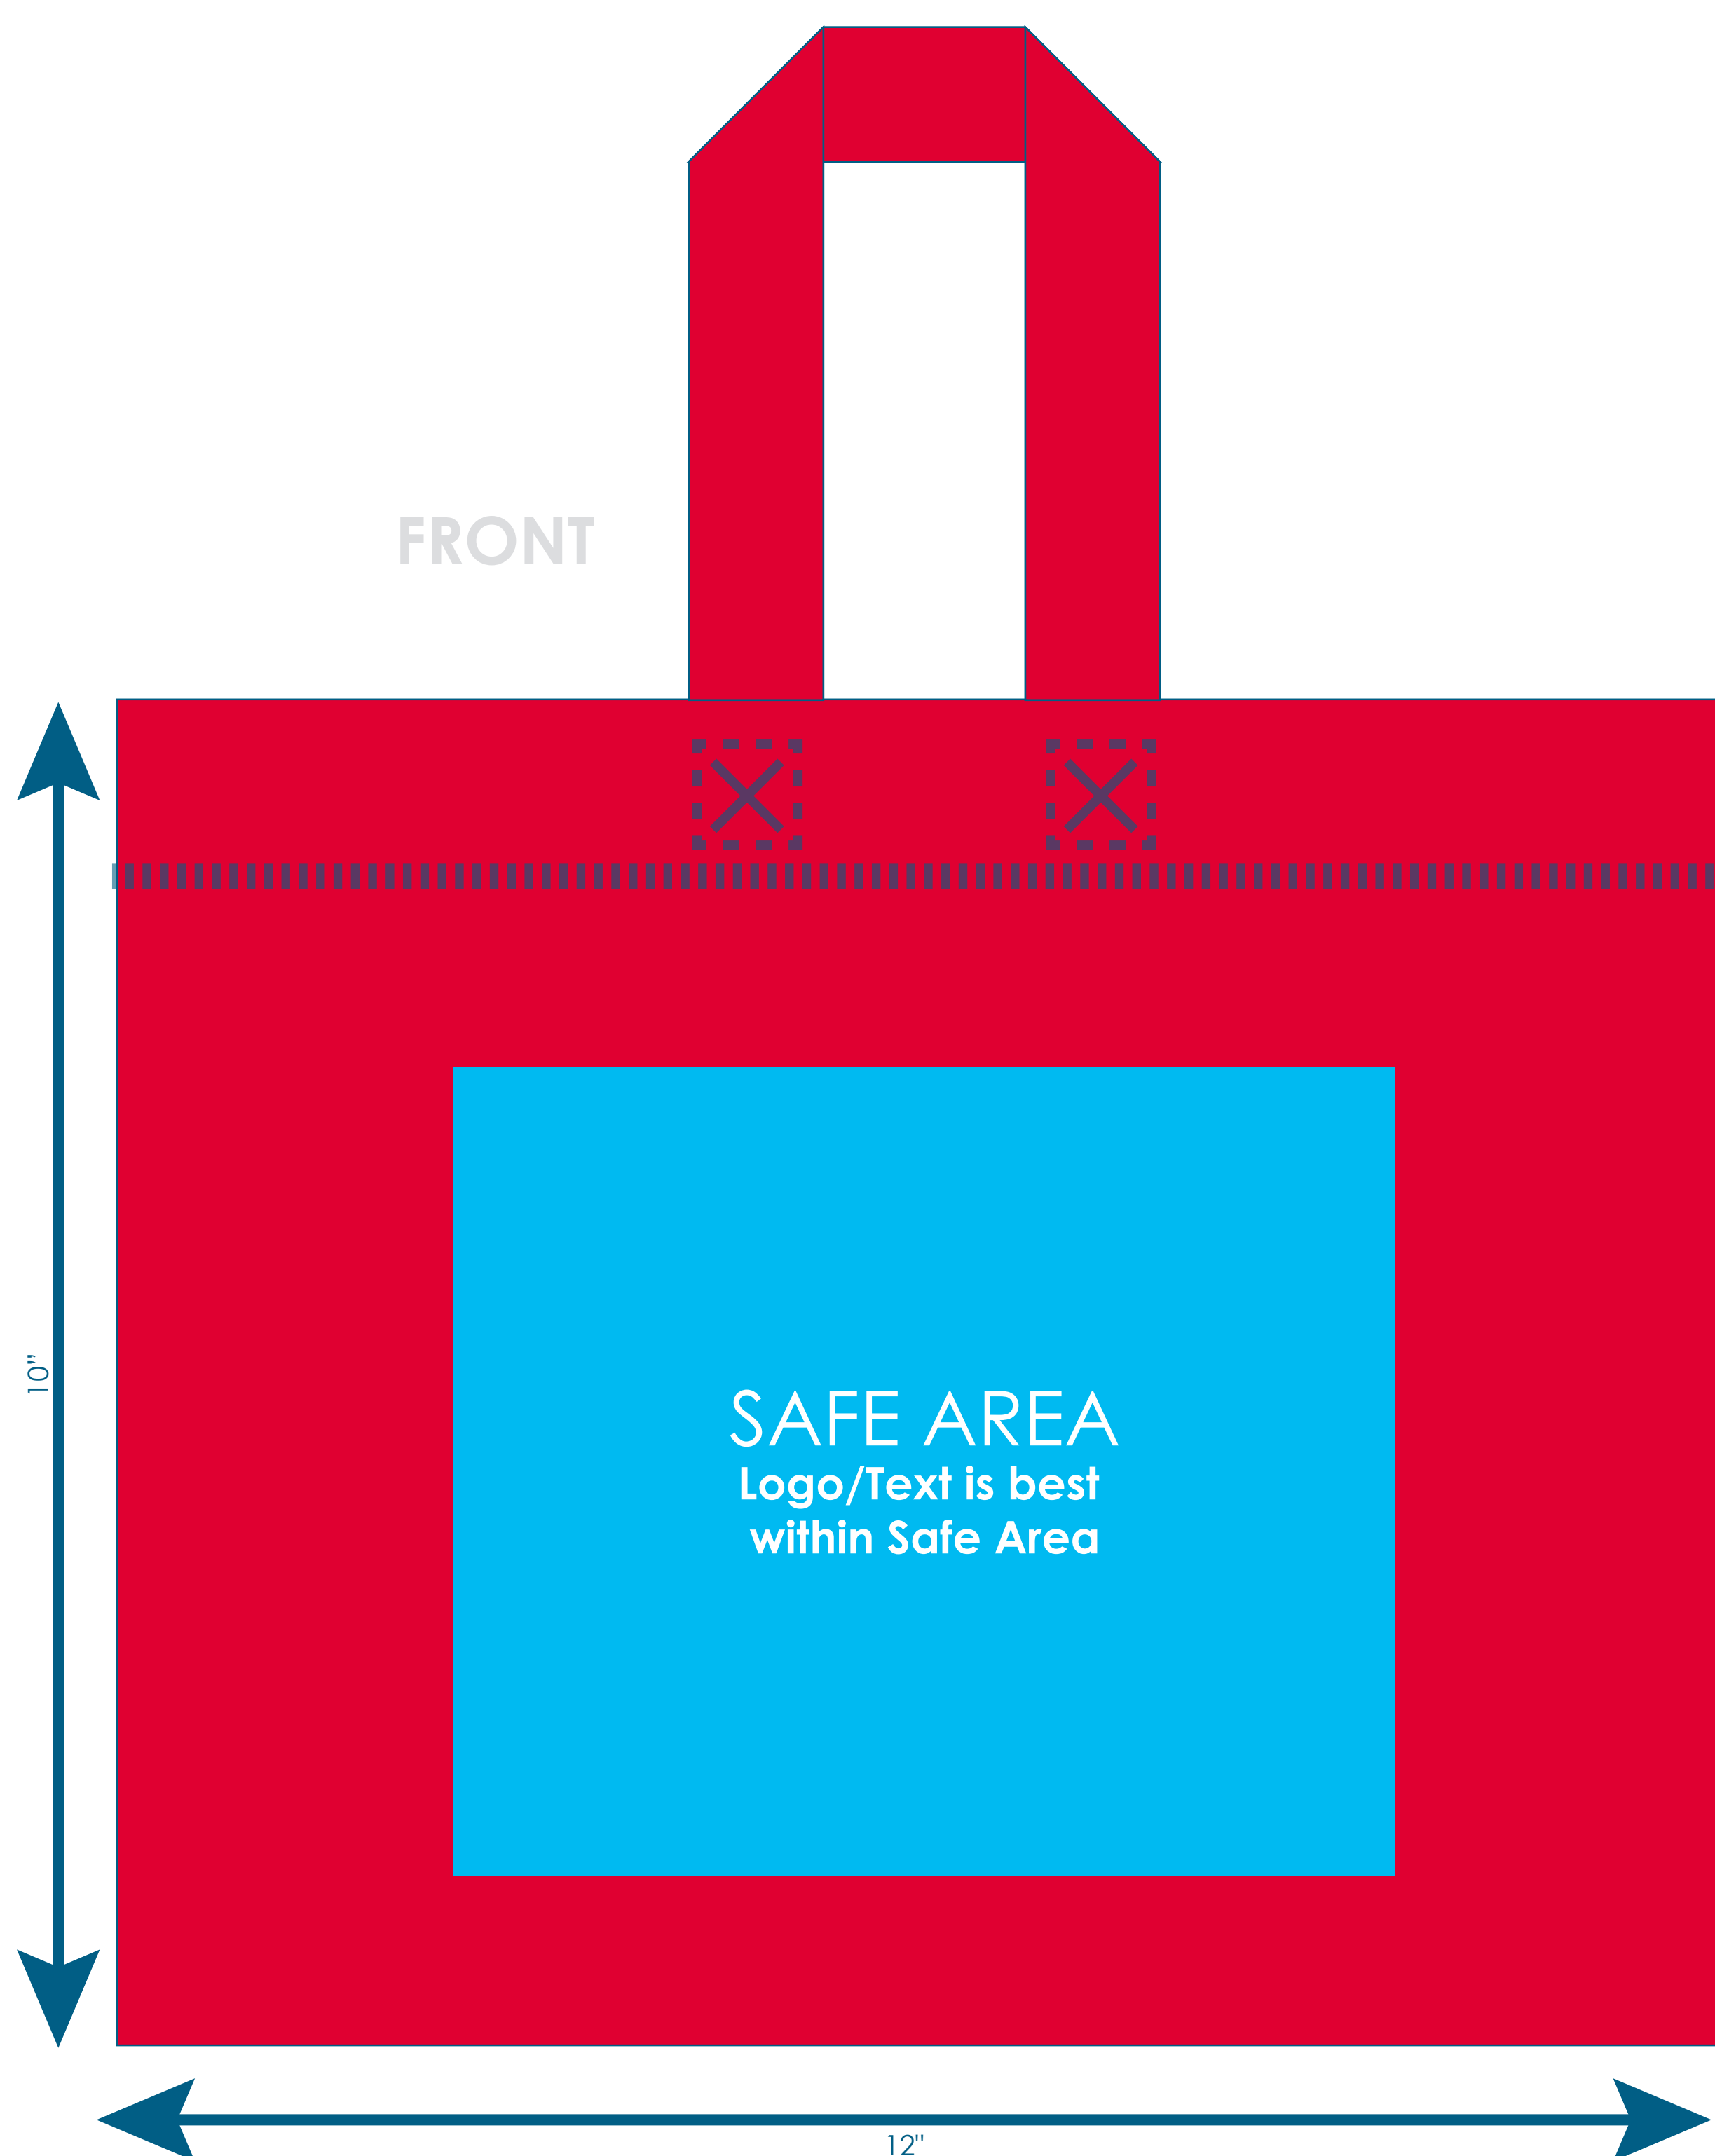 FRONT
10”
SAFE AREA
Logo/Text is best
within Safe Area
12"